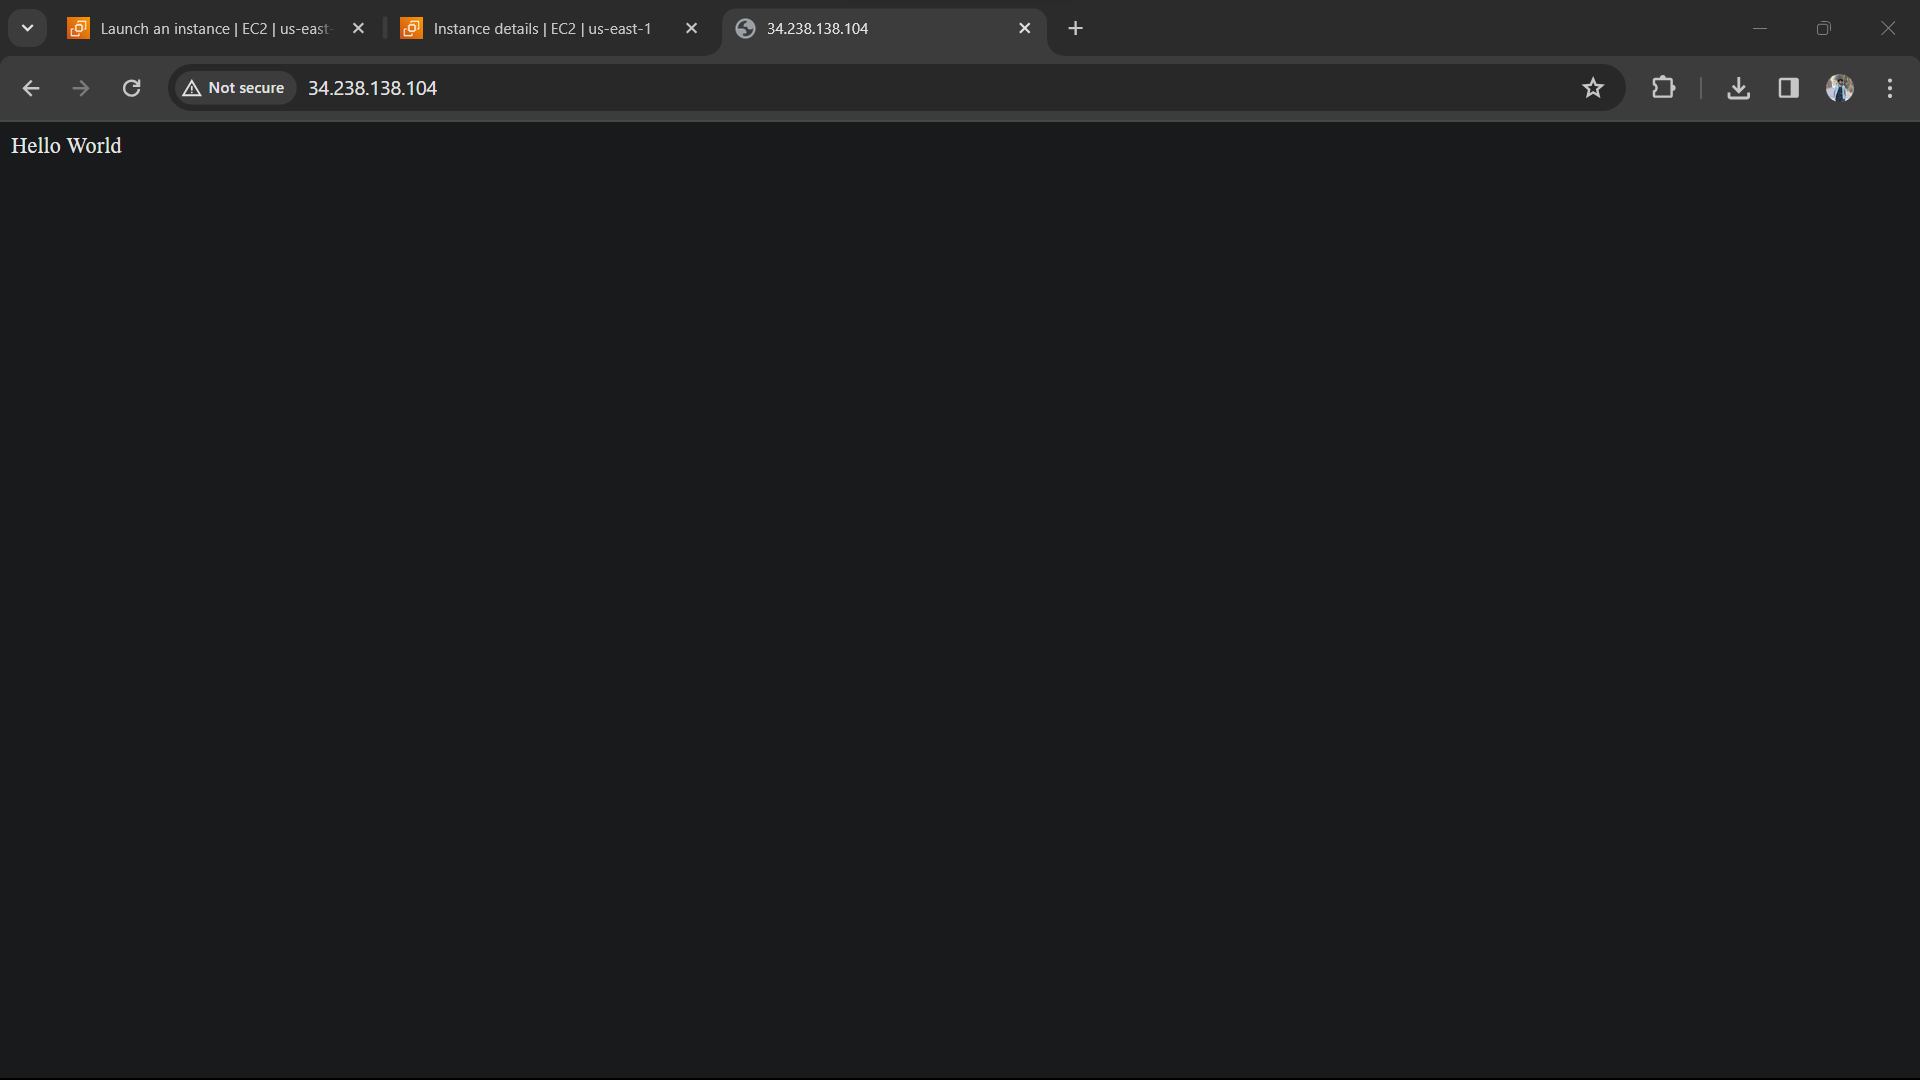 Launch an instance | EC2 | us-east-
Instance details | EC2 | us-east-1
34.238.138.104
Not secure
34.238.138.104
Hello World